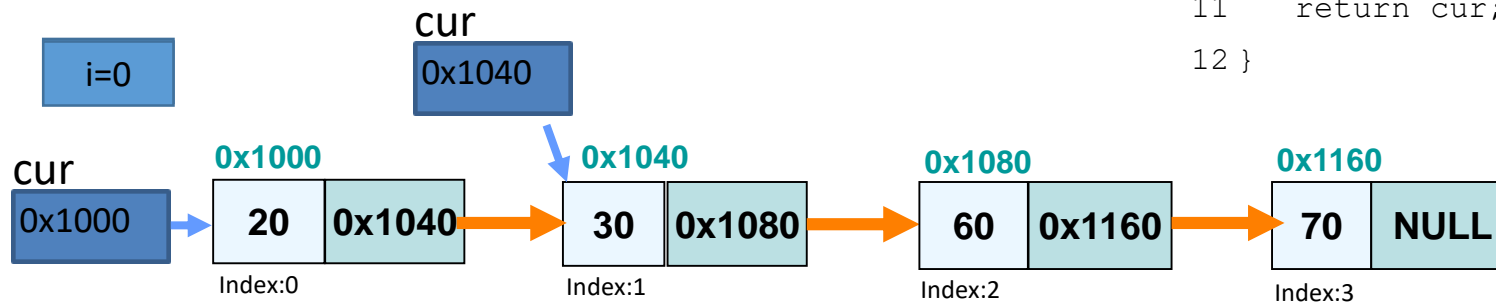 11 return cur;
12 }
cur
0x1040
i=0
cur
0x1000
0x1000
20 0x1040
Index:0
0x1040
30 0x1080
Index:1
0x1080
60 0x1160
Index:2
0x1160
70 NULL
Index:3